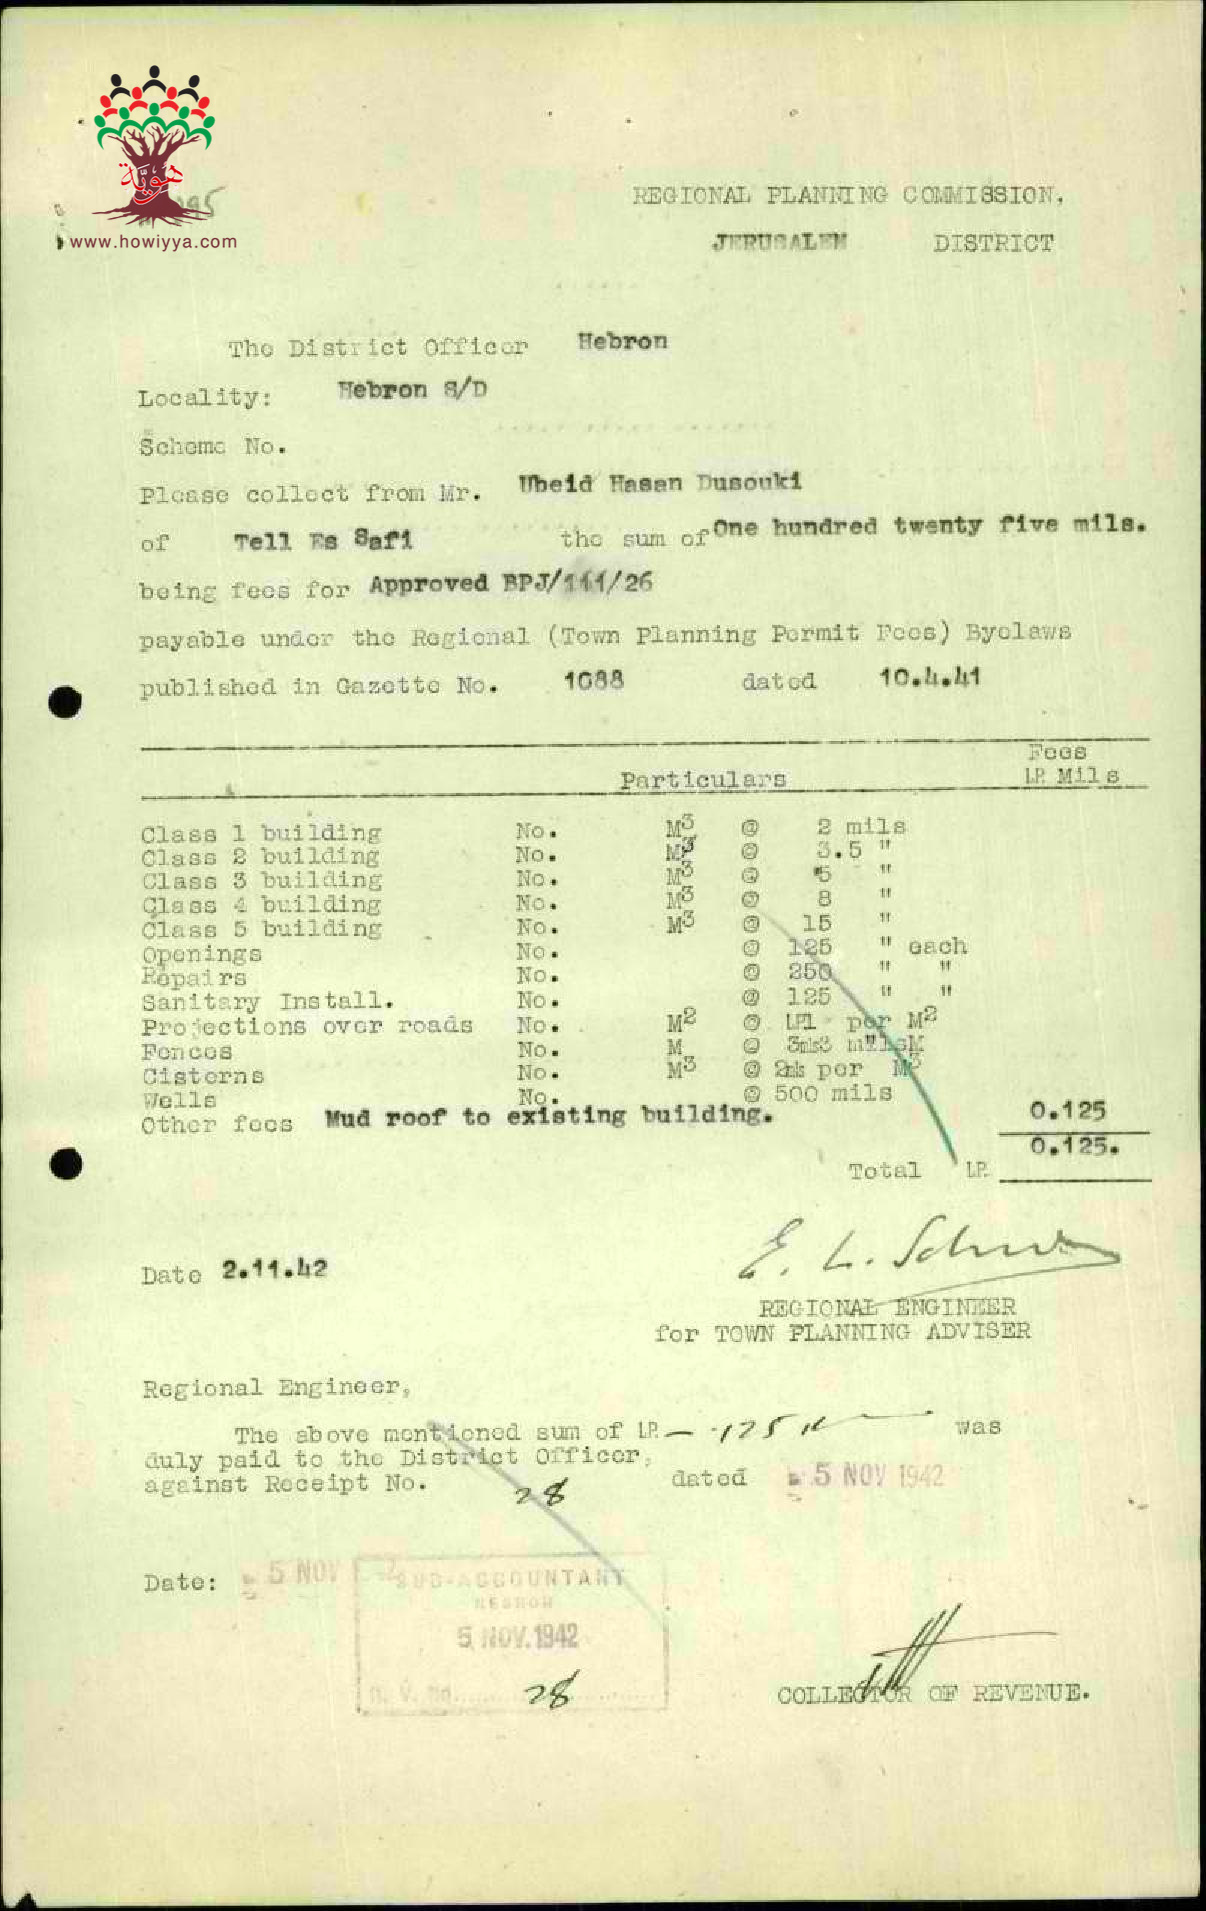 هويّة
www.howiyya.com
REGIONAL PLANNING COMMISSION,
JERUSALEM DISTRICT
The District Officer Hebron
Locality: Hebron S/D
Scheme No.
Please collect from Mr. Ubeid Hasan Dusouki
of Tell Es Safi the sum of One hundred twenty five mils.
being fees for Approved BPJ/111/26
payable under the Regional (Town Planning Permit Fees) Byelaws
published in Gazette No. 1088 dated 10.4.41
Fees
Particulars LP. Mils
Class 1 building No. M3 @ 2 mils
Class 2 building No. M3 @ 3.5 "
Class 3 building No. M3 @ 5 "
Class 4 building No. M3 @ 8 "
Class 5 building No. M3 @ 15 "
Openings No. @ 125 " each
Repairs No. @ 250 " "
Sanitary Install. No. @ 125 " "
Projections over roads No. M2 @ LP1 per M2
Fences No. M @ M
Cisterns No. M3 @ 2mls per M3
Wells No. @ 500 mils
Other fees Mud roof to existing building. 0.125
0.125.
Total LP.
Date 2.11.42
E. L.
REGIONAL ENGINEER
for TOWN PLANNING ADVISER
Regional Engineer,
The above mentioned sum of LP. — .125 was
duly paid to the District Officer,
against Receipt No. 28 dated 5 NOV 1942
Date: 5 NOV
SUB-ACCOUNTANT
HEBRON
5 NOV. 1942
28
COLLECTOR OF REVENUE.